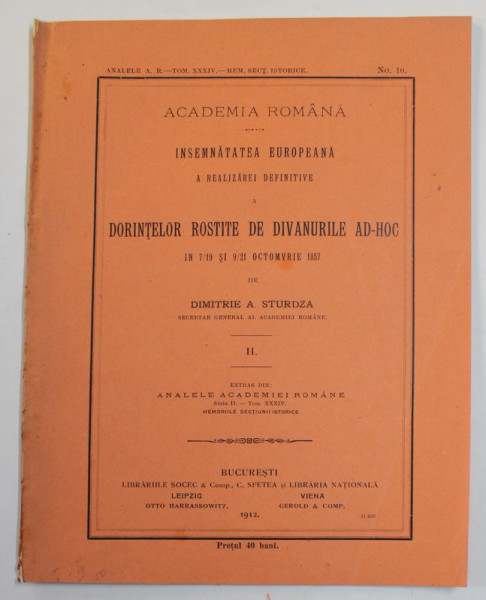 ANALELE A. R.—TOM. XXXIV.—MEM. SECȚ. ISTORICE. No. 10.
ACADEMIA ROMÂNĂ
INSEMNĂTATEA EUROPEANĂ
A REALIZĂREI DEFINITIVE
A
DORINȚELOR ROSTITE DE DIVANURILE AD-HOC
IN 7/19 ȘI 9/21 OCTOMVRIE 1857
DE
DIMITRIE A. STURDZA
SECRETAR GENERAL AL ACADEMIEI ROMÂNE.
II.
EXTRAS DIN:
ANALELE ACADEMIEI ROMÂNE
Seria II. — Tom. XXXIV.
MEMORIILE SECȚIUNII ISTORICE
BUCUREȘTI
LIBRĂRIILE SOCEC & Comp., C. SFETEA și LIBRĂRIA NAȚIONALĂ
LEIPZIG VIENA
OTTO HARRASSOWITZ, GEROLD & COMP.
1912.
Prețul 40 bani.